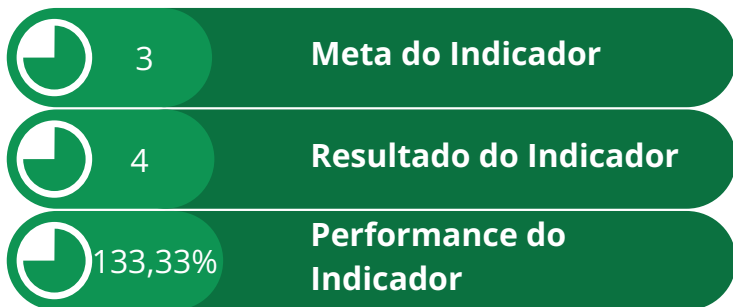 3 Meta do Indicador
4 Resultado do Indicador
133,33% Performance do
Indicador